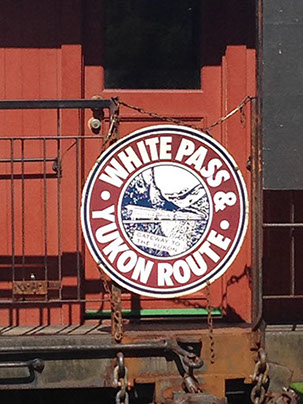 WHITE PASS &
• YUKON ROUTE •
GATEWAY TO
THE YUKON